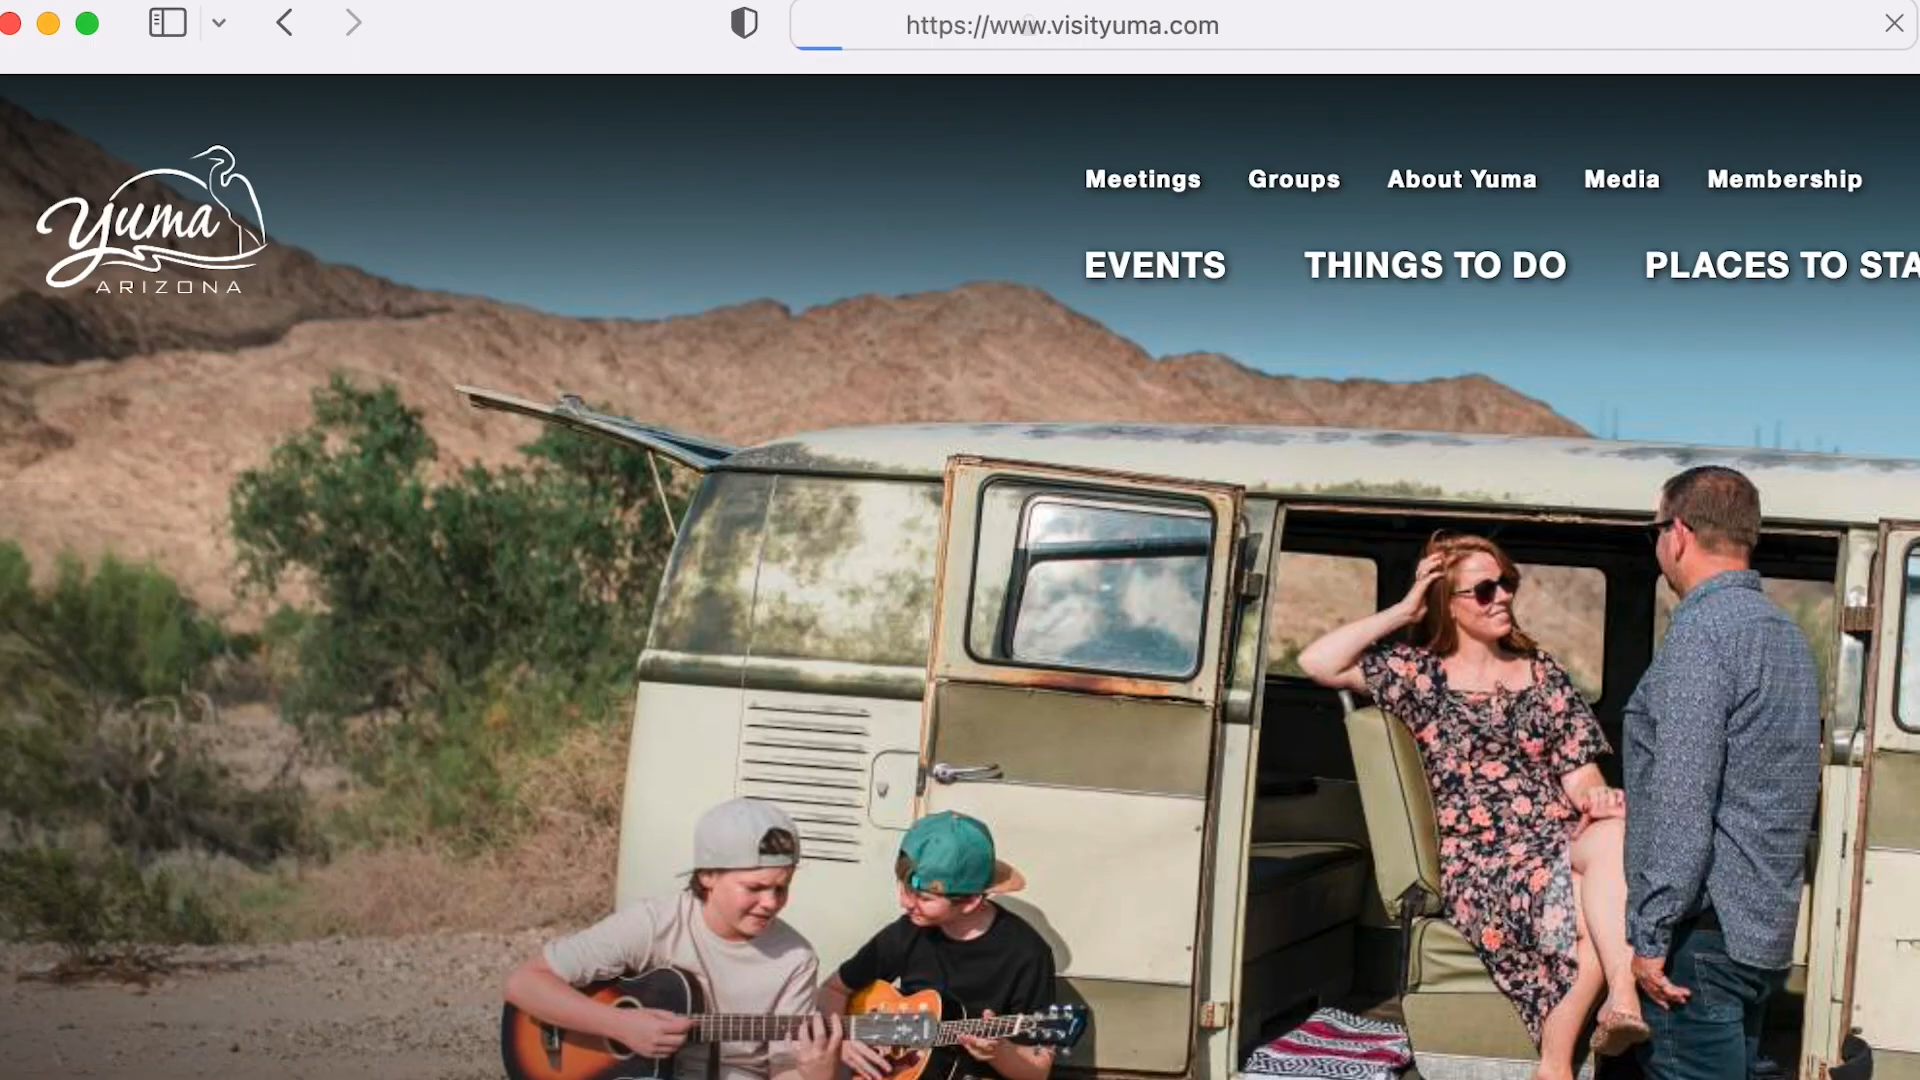 https://www.visityuma.com
Meetings Groups About Yuma Media Membership
Yuma
ARIZONA
EVENTS THINGS TO DO PLACES TO STA